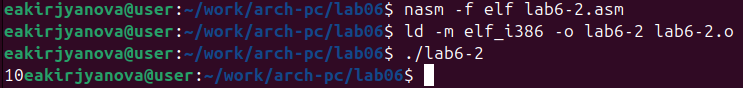 eakirjyanova@user:~/work/arch-pc/lab06$ nasm -f elf lab6-2.asm
eakirjyanova@user:~/work/arch-pc/lab06$ ld -m elf_i386 -o lab6-2 lab6-2.o
eakirjyanova@user:~/work/arch-pc/lab06$ ./lab6-2
10eakirjyanova@user:~/work/arch-pc/lab06$